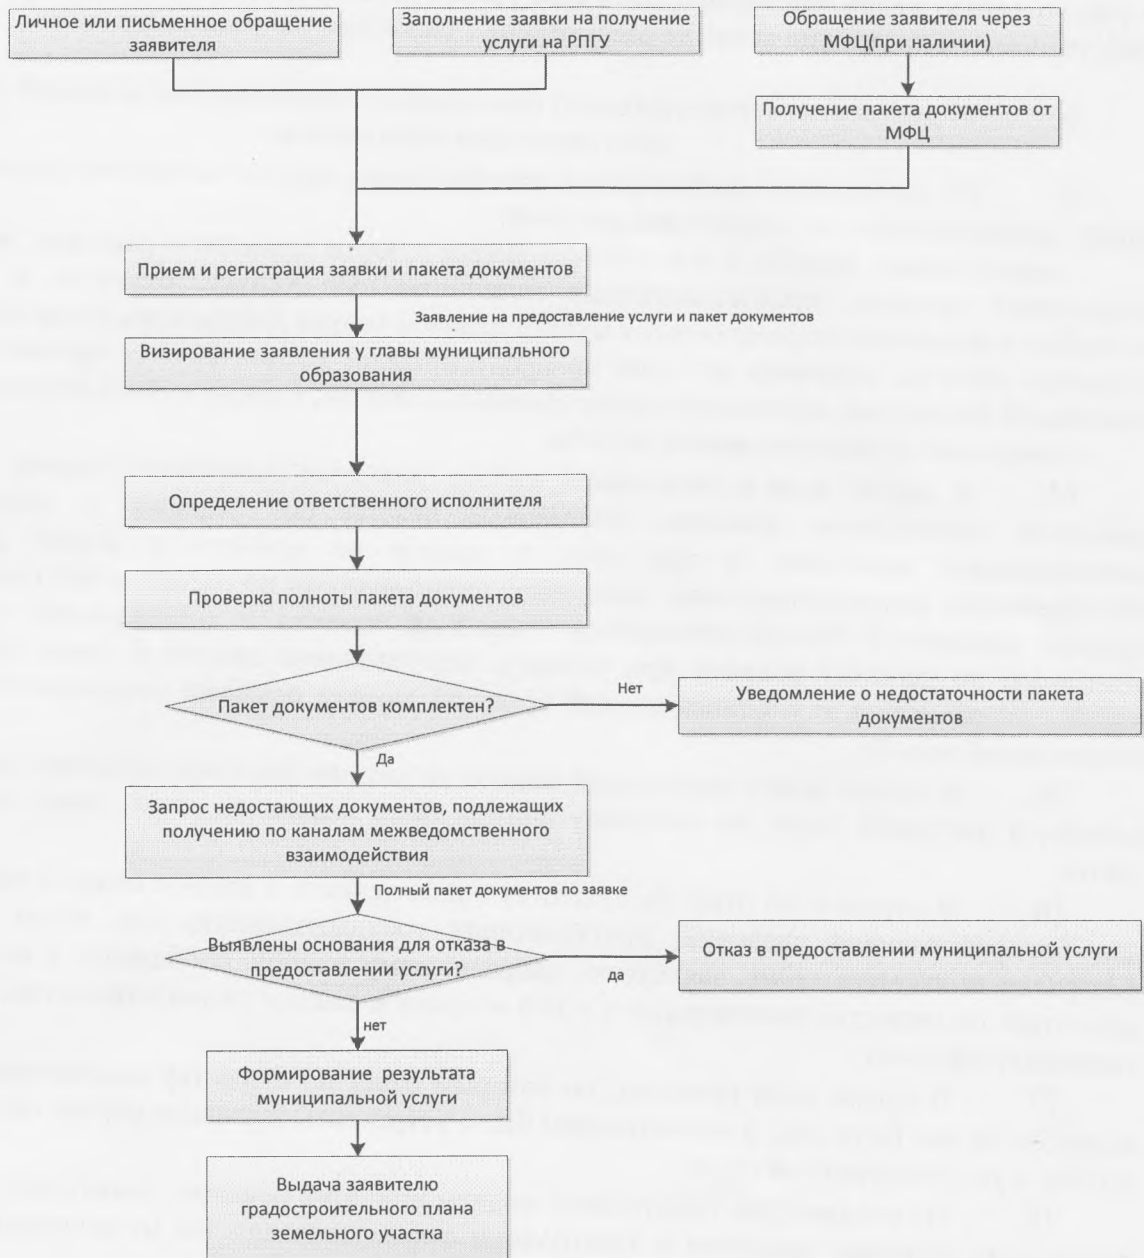 Личное или письменное обращение
заявителя
Заполнение заявки на получение
услуги на РПГУ
Обращение заявителя через
МФЦ(при наличии)
Получение пакета документов от
МФЦ
Прием и регистрация заявки и пакета документов
Заявление на предоставление услуги и пакет документов
Визирование заявления у главы муниципального
образования
Определение ответственного исполнителя
Проверка полноты пакета документов
Пакет документов комплектен?
Нет
Уведомление о недостаточности пакета
документов
Да
Запрос недостающих документов, подлежащих
получению по каналам межведомственного
взаимодействия
Полный пакет документов по заявке
Выявлены основания для отказа в
предоставлении услуги?
да
Отказ в предоставлении муниципальной услуги
нет
Формирование результата
муниципальной услуги
Выдача заявителю
градостроительного плана
земельного участка